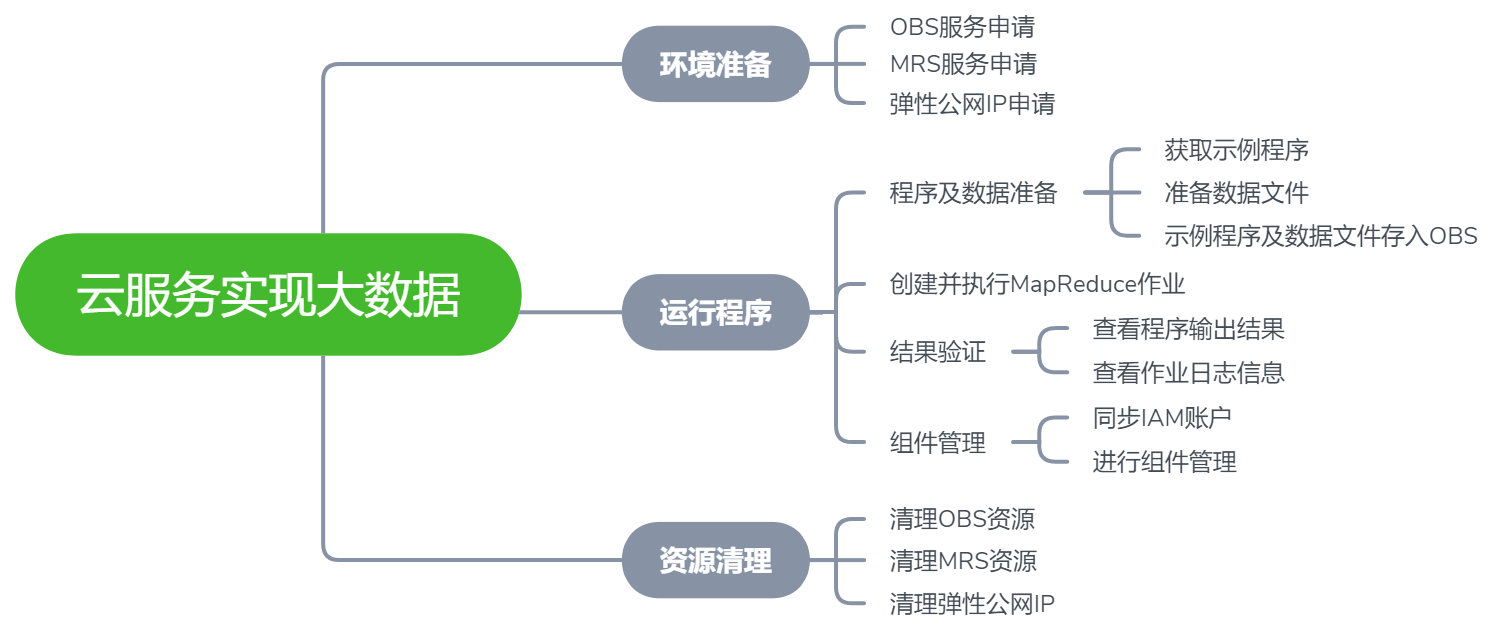 云服务实现大数据
环境准备
OBS服务申请
MRS服务申请
弹性公网IP申请
运行程序
程序及数据准备
获取示例程序
准备数据文件
示例程序及数据文件存入OBS
创建并执行MapReduce作业
结果验证
查看程序输出结果
查看作业日志信息
组件管理
同步IAM账户
进行组件管理
资源清理
清理OBS资源
清理MRS资源
清理弹性公网IP